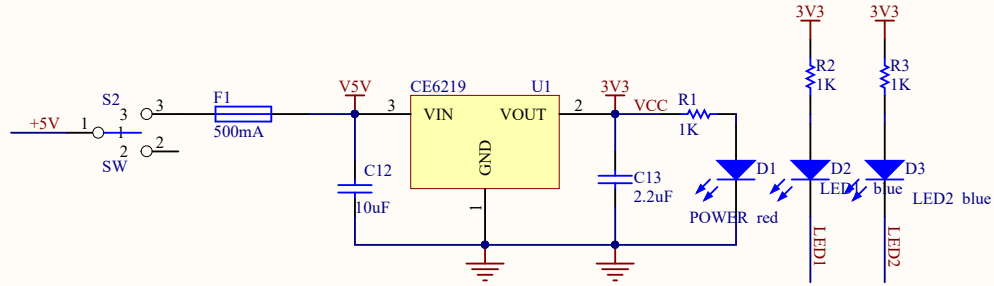 3V3
3V3
R2
1K
R3
1K
+5V
1
S2
3
1
2
SW
3
2
F1
500mA
V5V
3
CE6219
U1
VIN
VOUT
GND
1
2
3V3
VCC
R1
1K
C12
10uF
C13
2.2uF
D1
POWER red
D2
LED1 blue
D3
LED2 blue
LED1
LED2